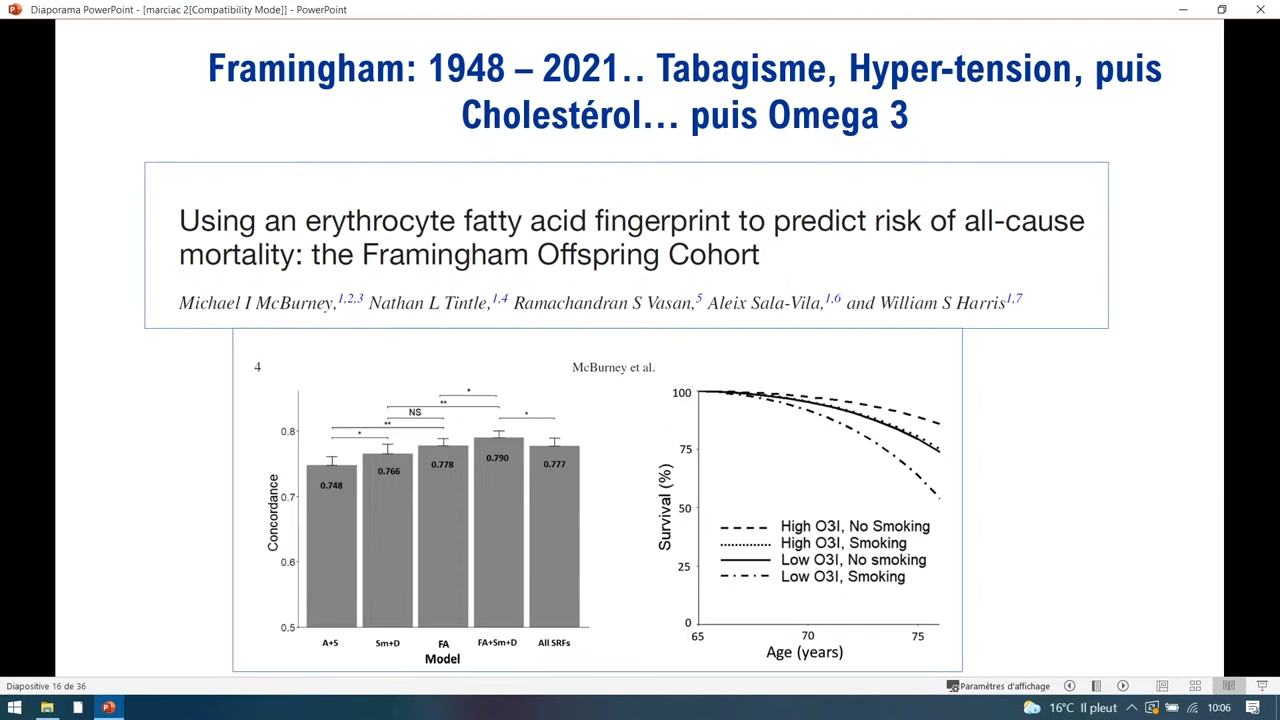 Diaporama PowerPoint - [marciac 2[Compatibility Mode]] - PowerPoint
Framingham: 1948 – 2021.. Tabagisme, Hyper-tension, puis
Cholestérol... puis Omega 3
Using an erythrocyte fatty acid fingerprint to predict risk of all-cause
mortality: the Framingham Offspring Cohort
Michael I McBurney,1,2,3 Nathan L Tintle,1,4 Ramachandran S Vasan,5 Aleix Sala-Vila,1,6 and William S Harris1,7
4
McBurney et al.
*
**
NS
*
**
*
0.8
0.7
0.6
0.5
Concordance
0.748
0.766
0.778
0.790
0.777
A+S
Sm+D
FA
FA+Sm+D
All SRFs
Model
100
75
50
25
0
Survival (%)
High O3I, No Smoking
High O3I, Smoking
Low O3I, No smoking
Low O3I, Smoking
65
70
75
Age (years)
Diapositive 16 de 36
Paramètres d'affichage
16°C Il pleut
10:06